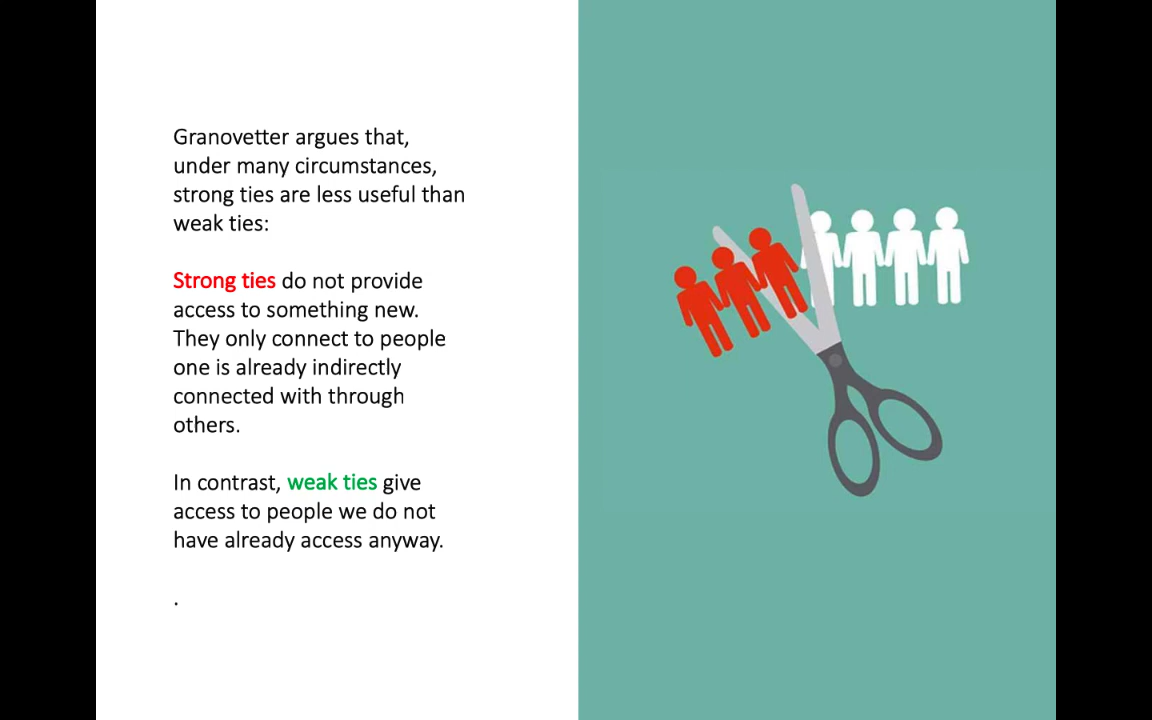 Granovetter argues that,
under many circumstances,
strong ties are less useful than
weak ties:
Strong ties do not provide
access to something new.
They only connect to people
one is already indirectly
connected with through
others.
In contrast, weak ties give
access to people we do not
have already access anyway.
.